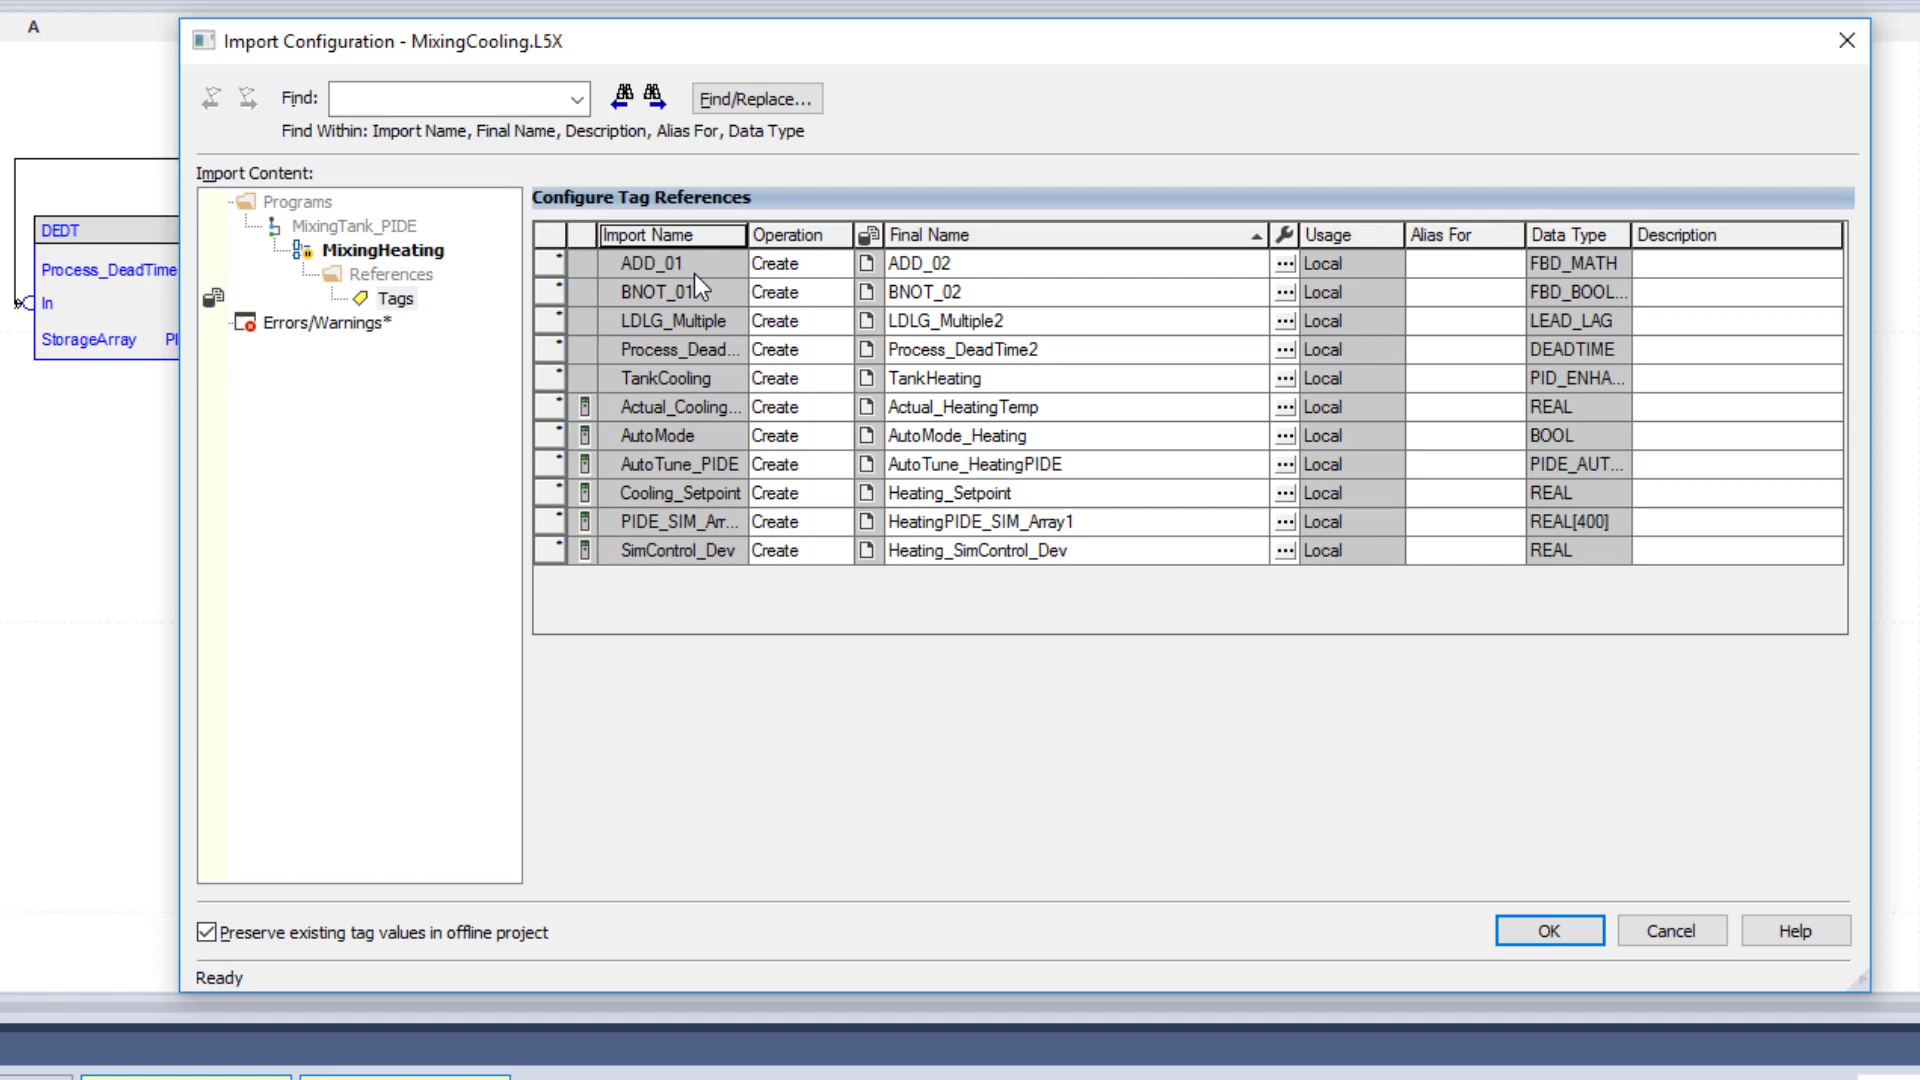 A
Import Configuration - MixingCooling.L5X
Find:
Find/Replace...
Find Within: Import Name, Final Name, Description, Alias For, Data Type
Import Content:
Programs
MixingTank_PIDE
MixingHeating
References
Tags
Errors/Warnings*
DEDT
Process_DeadTime
In
StorageArray PI
Configure Tag References
Import Name Operation Final Name Usage Alias For Data Type Description
* ADD_01 Create ADD_02 ... Local FBD_MATH
* BNOT_01 Create BNOT_02 ... Local FBD_BOOL...
* LDLG_Multiple Create LDLG_Multiple2 ... Local LEAD_LAG
* Process_Dead... Create Process_DeadTime2 ... Local DEADTIME
* TankCooling Create TankHeating ... Local PID_ENHA...
* Actual_Cooling... Create Actual_HeatingTemp ... Local REAL
* AutoMode Create AutoMode_Heating ... Local BOOL
* AutoTune_PIDE Create AutoTune_HeatingPIDE ... Local PIDE_AUT...
* Cooling_Setpoint Create Heating_Setpoint ... Local REAL
* PIDE_SIM_Arr... Create HeatingPIDE_SIM_Array1 ... Local REAL[400]
* SimControl_Dev Create Heating_SimControl_Dev ... Local REAL
Preserve existing tag values in offline project
OK Cancel Help
Ready